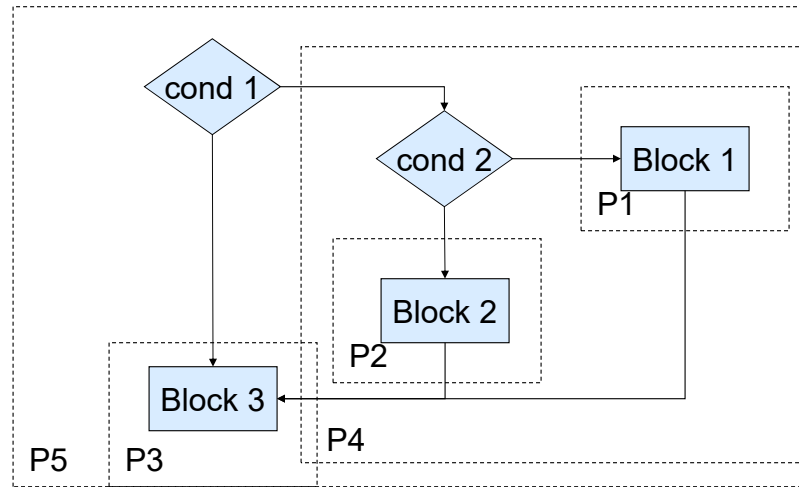 cond 1
cond 2
Block 1
P1
Block 2
P2
Block 3
P4
P5
P3